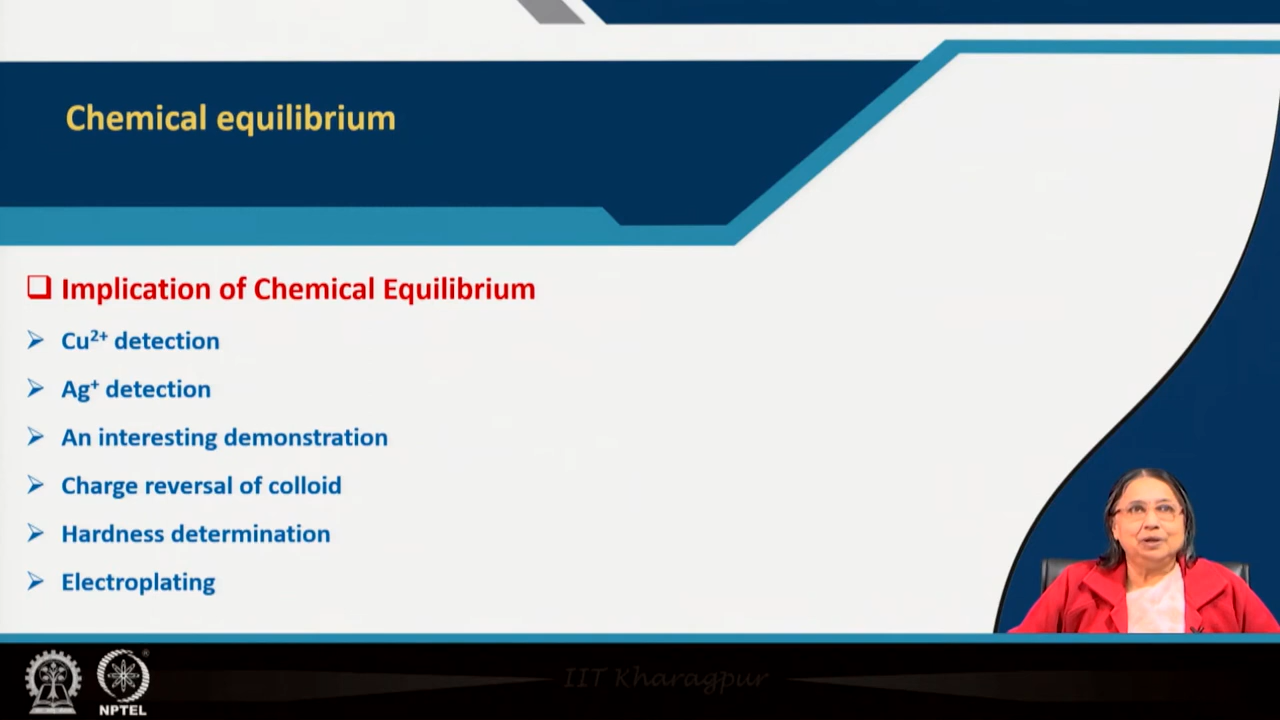 Chemical equilibrium
❑ Implication of Chemical Equilibrium
➢ Cu²⁺ detection
➢ Ag⁺ detection
➢ An interesting demonstration
➢ Charge reversal of colloid
➢ Hardness determination
➢ Electroplating
IIT Kharagpur
NPTEL